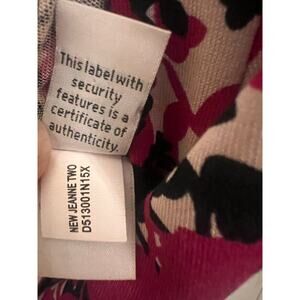 This label with
security
features is a
certificate of
authenticity.
NEW JEANNE TWO
D513001N15X